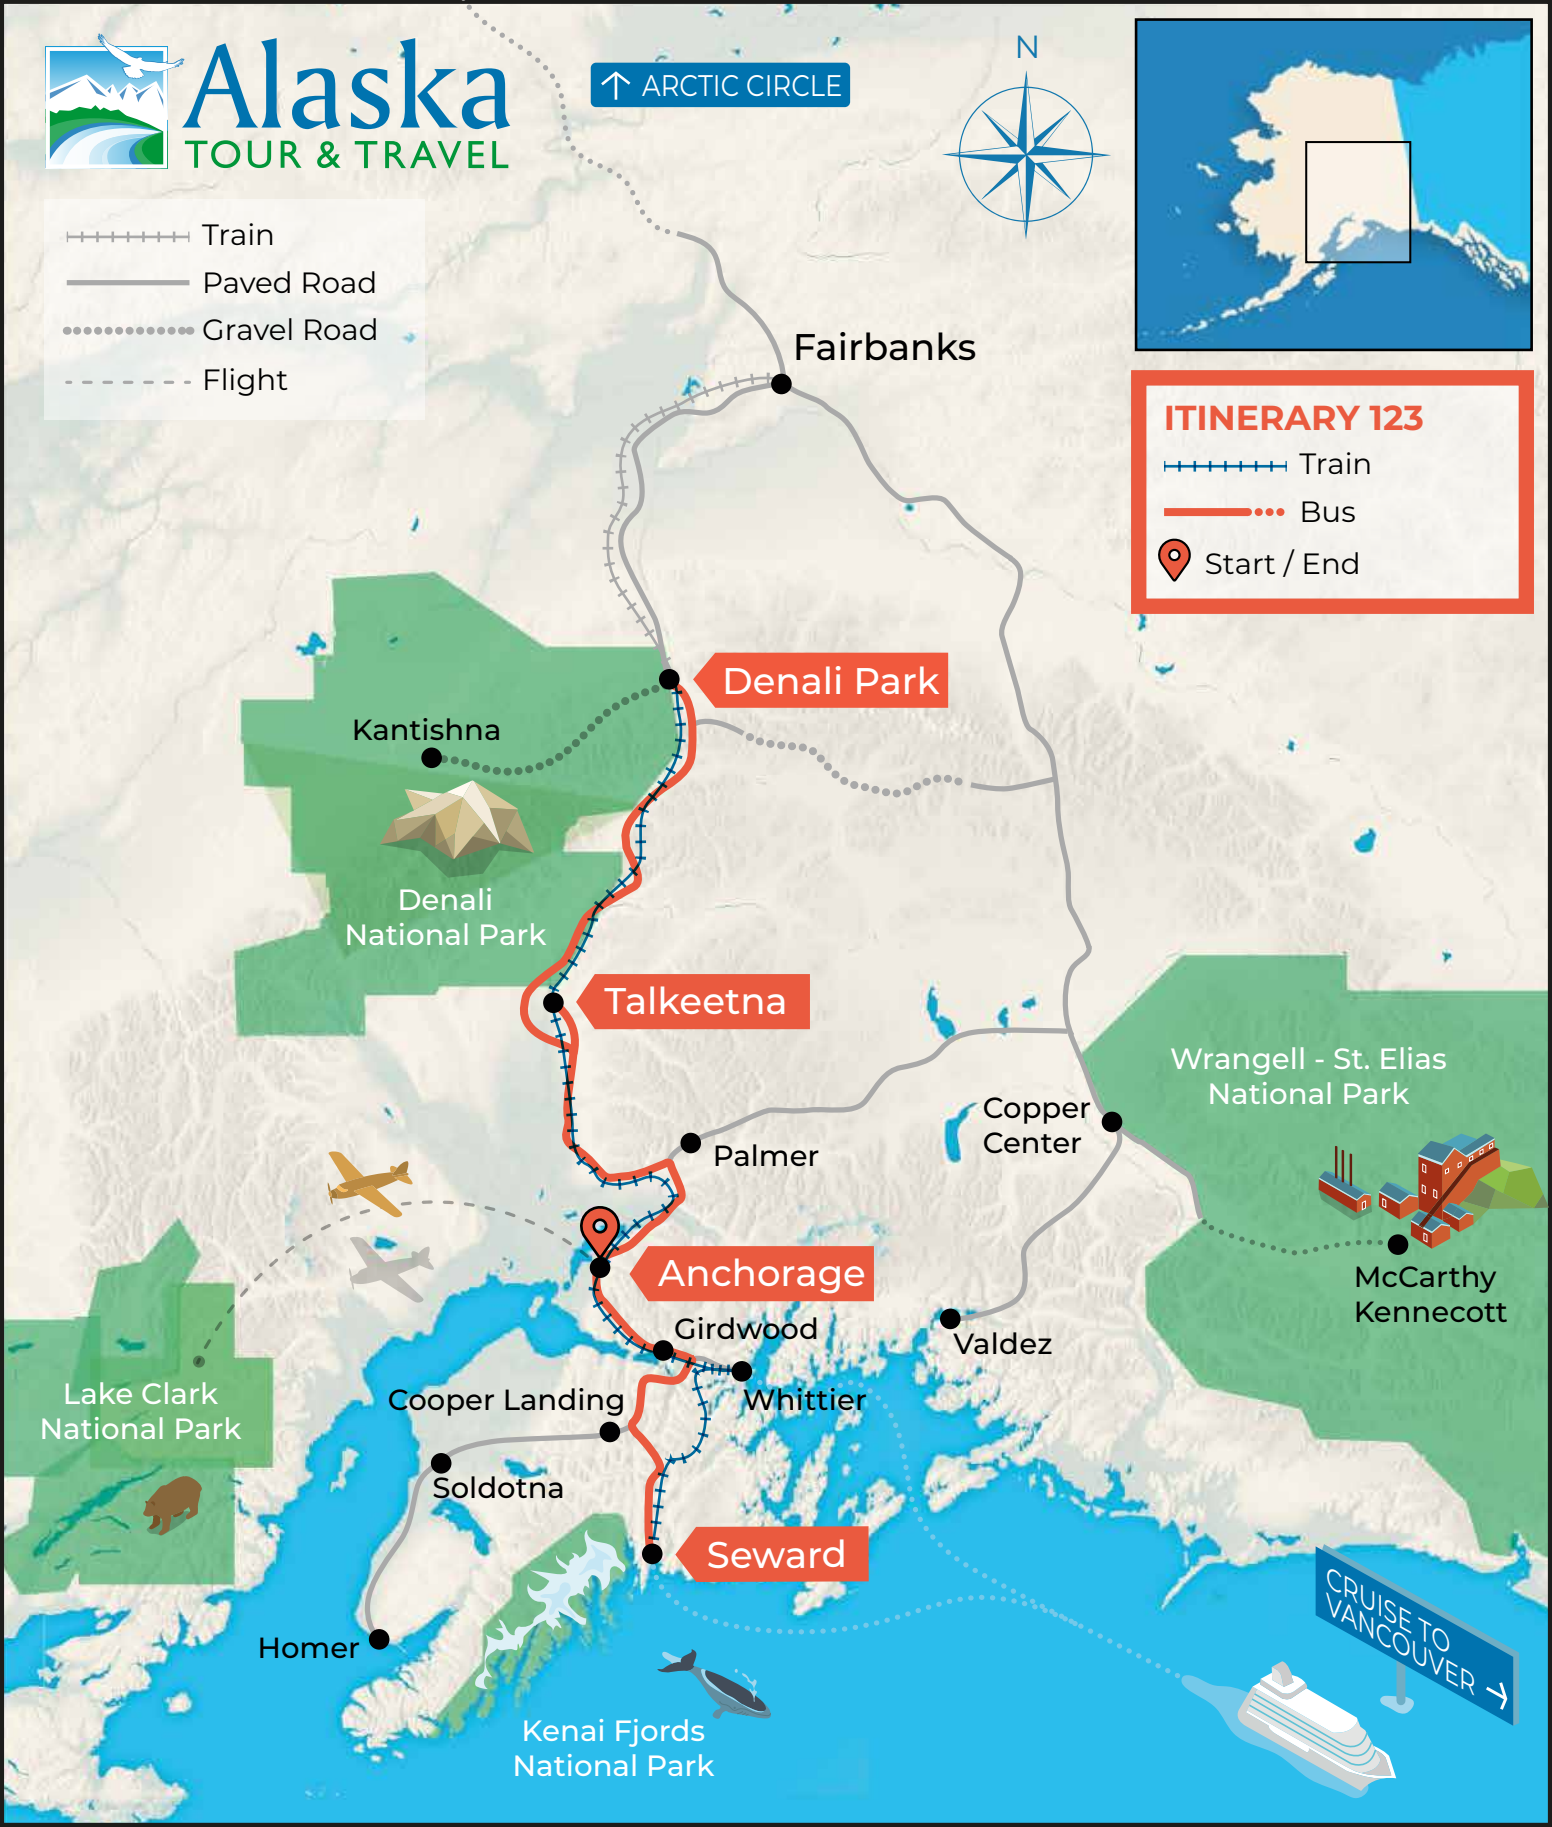 Alaska
TOUR & TRAVEL
↑ ARCTIC CIRCLE
N
Train
Paved Road
Gravel Road
Flight
Fairbanks
ITINERARY 123
Train
Bus
Start / End
Denali Park
Kantishna
Denali
National Park
Talkeetna
Wrangell - St. Elias
National Park
Copper
Center
Palmer
Anchorage
McCarthy
Kennecott
Girdwood
Valdez
Whittier
Cooper Landing
Lake Clark
National Park
Soldotna
Seward
CRUISE TO
VANCOUVER →
Homer
Kenai Fjords
National Park